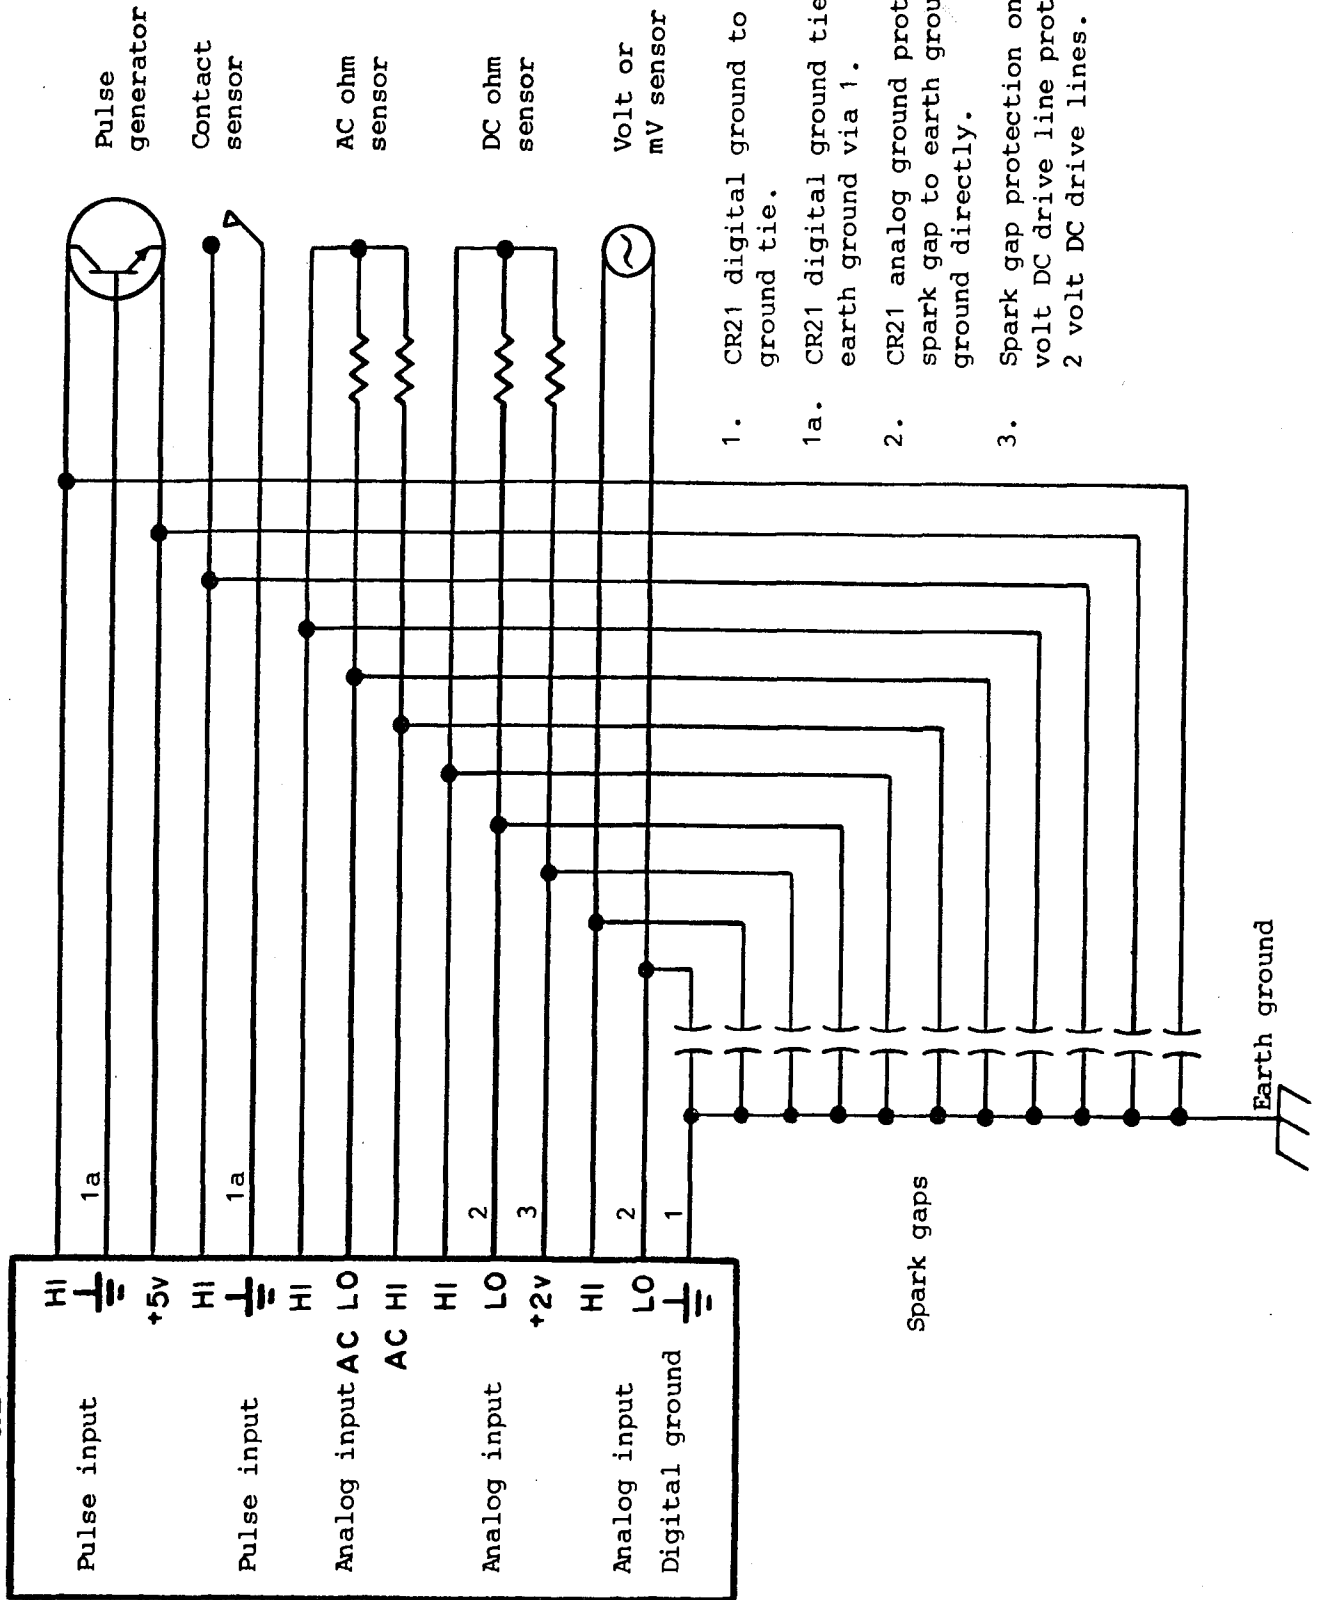 Pulse input
HI
1a
+5v
Pulse
generator
Pulse input
HI
1a
Contact
sensor
Analog input
HI
AC LO
AC HI
AC ohm
sensor
Analog input
HI
LO
2
+2v
3
DC ohm
sensor
Analog input
HI
LO
2
Volt or
mV sensor
Digital ground
1
Spark gaps
Earth ground
1. CR21 digital ground to
ground tie.
1a. CR21 digital ground tie
earth ground via 1.
2. CR21 analog ground prot
spark gap to earth grou
ground directly.
3. Spark gap protection on
volt DC drive line prot
2 volt DC drive lines.